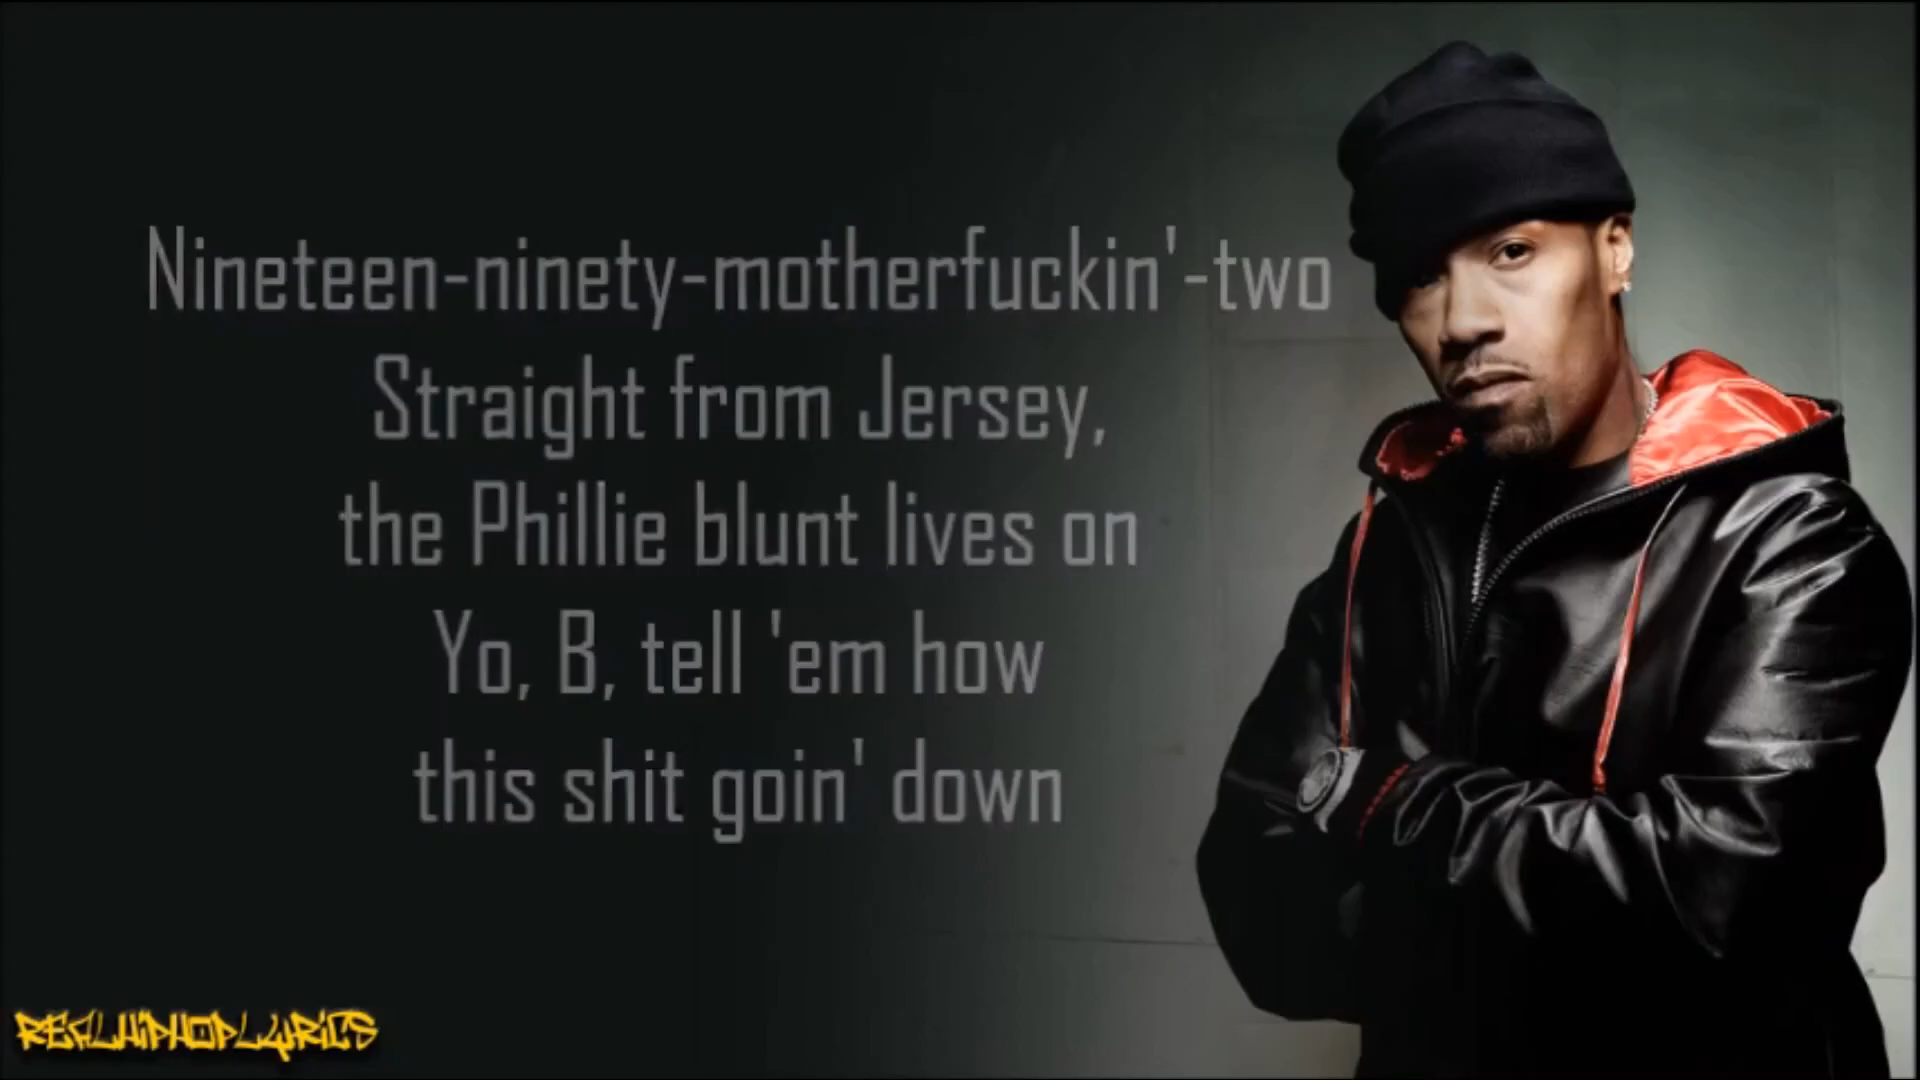 Nineteen-ninety-motherfuckin'-two
Straight from Jersey,
the Phillie blunt lives on
Yo, B, tell 'em how
this shit goin' down
REALHIPHOPLYRICS